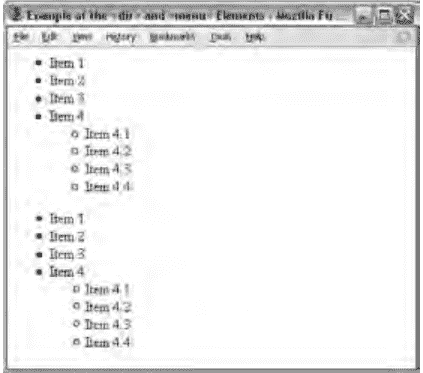 Example of the <dir> and <menu> Elements - Mozilla Fu
File Edit View History Bookmarks Tools Help
Item 1
Item 2
Item 3
Item 4
Item 4.1
Item 4.2
Item 4.3
Item 4.4
Item 1
Item 2
Item 3
Item 4
Item 4.1
Item 4.2
Item 4.3
Item 4.4